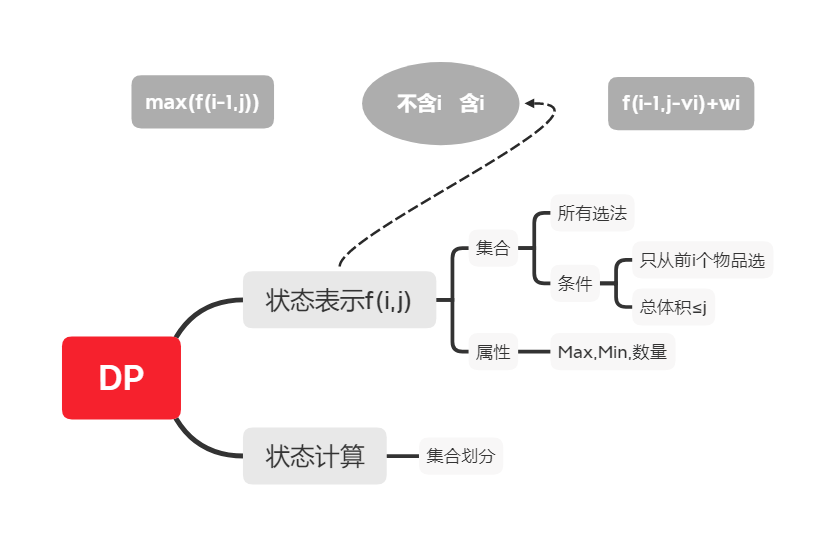 max(f(i-1,j))
不含i 含i
f(i-1,j-vi)+wi
所有选法
集合
只从前i个物品选
条件
状态表示f(i,j)
总体积≤j
属性
Max,Min,数量
DP
状态计算
集合划分